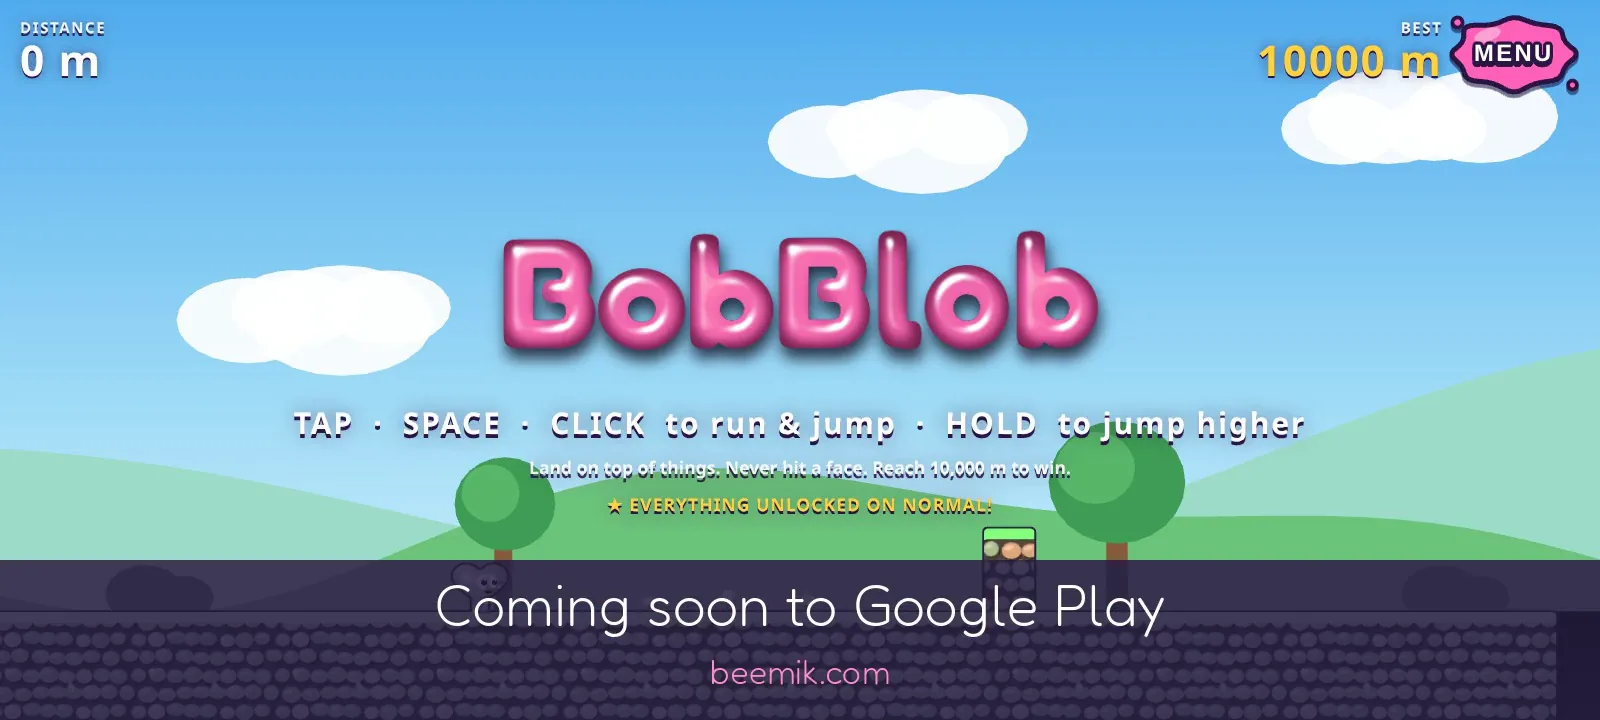 DISTANCE
0 m
BEST
10000 m
MENU
BobBlob
TAP · SPACE · CLICK to run & jump · HOLD to jump higher
Land on top of things. Never hit a face. Reach 10,000 m to win.
★ EVERYTHING UNLOCKED ON NORMAL!
Coming soon to Google Play
beemik.com